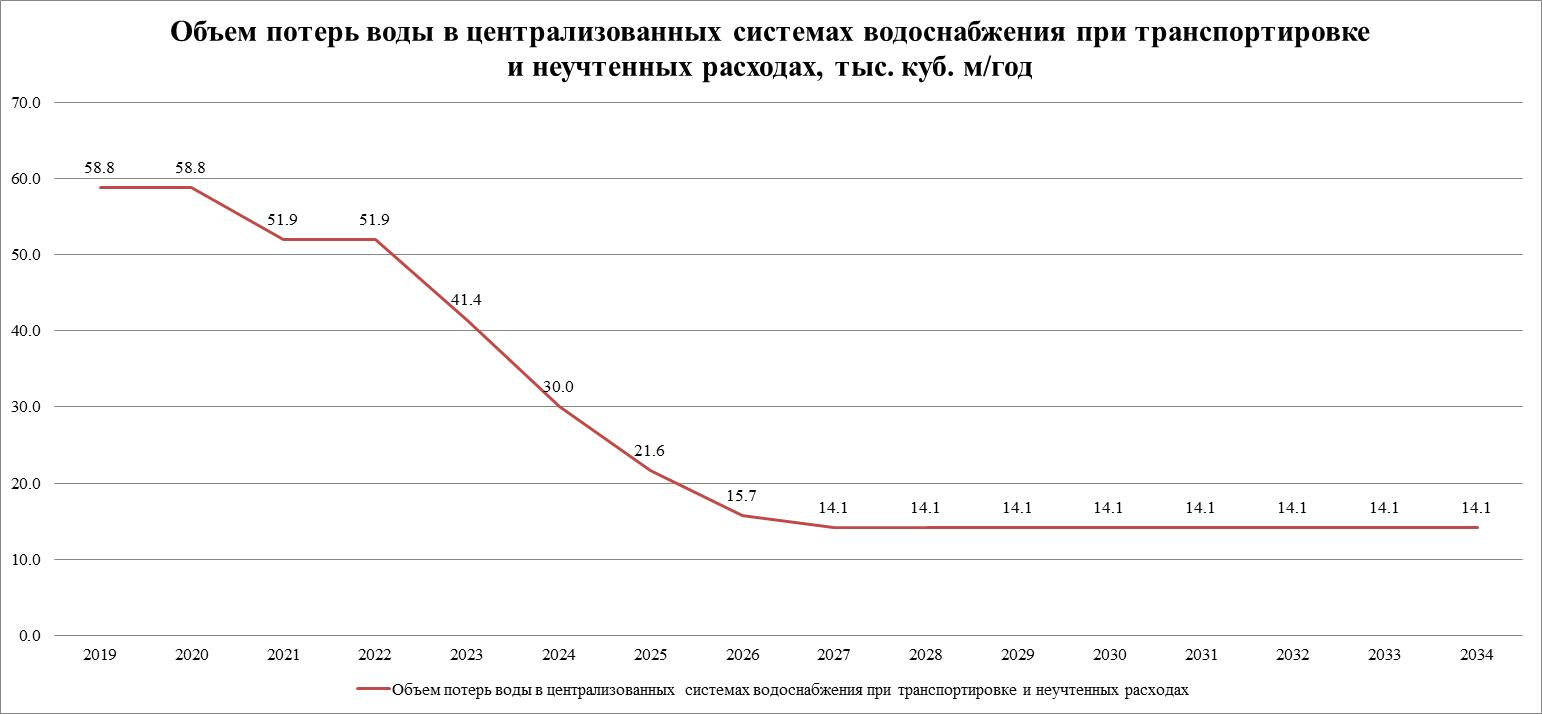 Объем потерь воды в централизованных системах водоснабжения при транспортировке
и неучтенных расходах, тыс. куб. м/год
70.0
60.0
50.0
40.0
30.0
20.0
10.0
0.0
58.8 58.8 51.9 51.9 41.4 30.0 21.6 15.7 14.1 14.1 14.1 14.1 14.1 14.1 14.1 14.1
2019 2020 2021 2022 2023 2024 2025 2026 2027 2028 2029 2030 2031 2032 2033 2034
Объем потерь воды в централизованных системах водоснабжения при транспортировке и неучтенных расходах